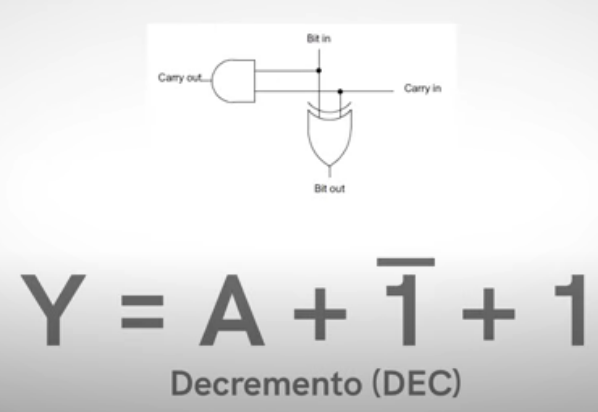 Bit in
Carry out
Carry in
Bit out
Y = A + 1̅ + 1
Decremento (DEC)